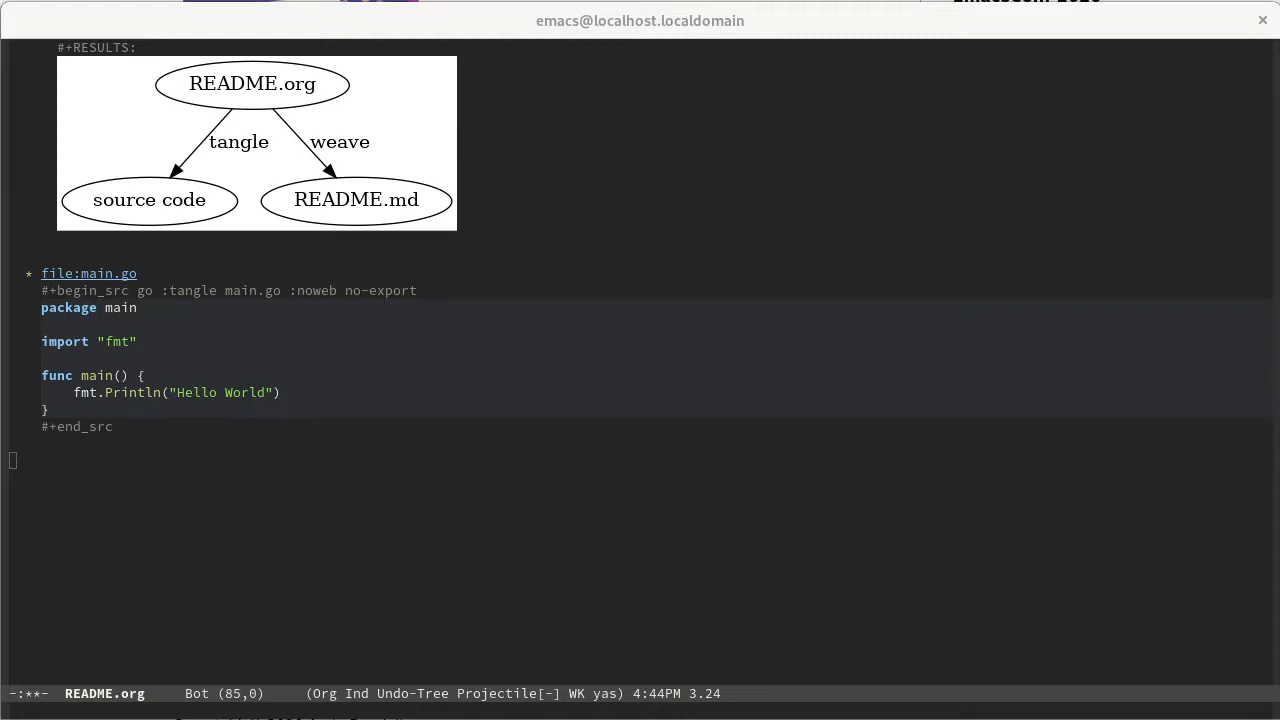 emacs@localhost.localdomain
#+RESULTS:
README.org
tangle weave
source code README.md
* file:main.go
#+begin_src go :tangle main.go :noweb no-export
package main
import "fmt"
func main() {
fmt.Println("Hello World")
}
#+end_src
-:**- README.org Bot (85,0) (Org Ind Undo-Tree Projectile[-] WK yas) 4:44PM 3.24